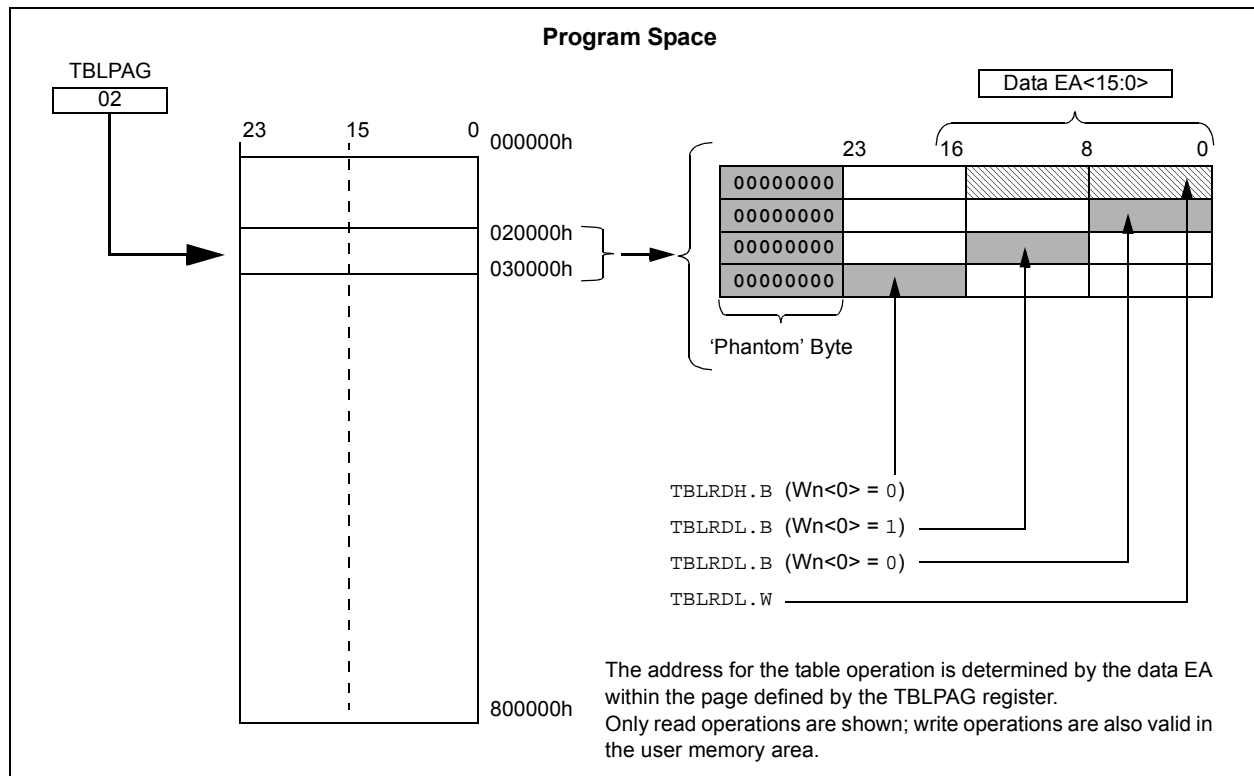 Program Space
TBLPAG
02
Data EA<15:0>
23 15 0
000000h
23 16 8 0
00000000
00000000
00000000
00000000
020000h
030000h
'Phantom' Byte
TBLRDH.B (Wn<0> = 0)
TBLRDL.B (Wn<0> = 1)
TBLRDL.B (Wn<0> = 0)
TBLRDL.W
800000h
The address for the table operation is determined by the data EA
within the page defined by the TBLPAG register.
Only read operations are shown; write operations are also valid in
the user memory area.